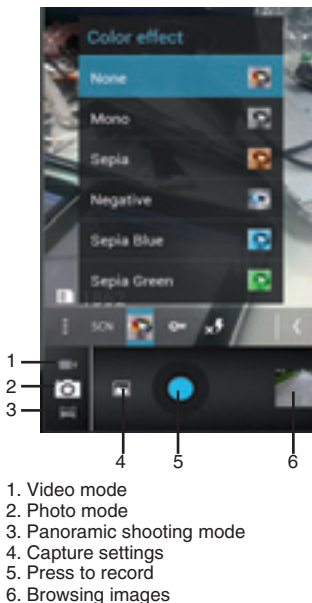 Color effect
None
Mono
Sepia
Negative
Sepia Blue
Sepia Green
SCN
1
2
3
4 5 6
1. Video mode
2. Photo mode
3. Panoramic shooting mode
4. Capture settings
5. Press to record
6. Browsing images